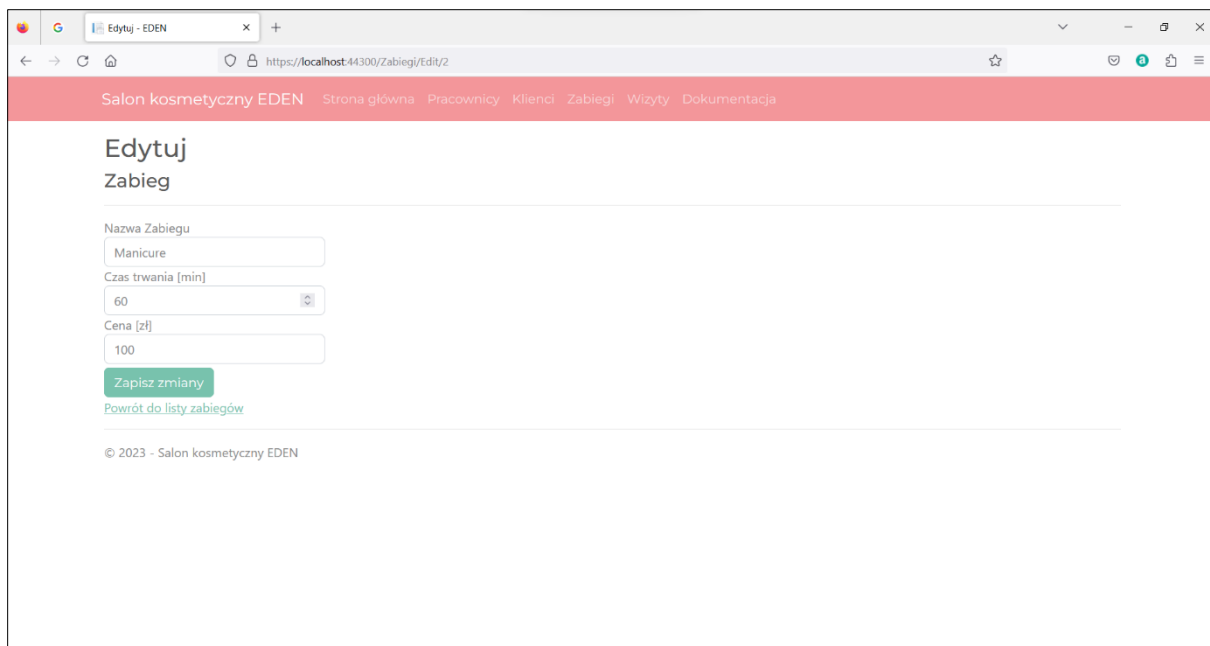 Edytuj - EDEN
https://localhost:44300/Zabiegi/Edit/2
Salon kosmetyczny EDEN Strona główna Pracownicy Klienci Zabiegi Wizyty Dokumentacja
Edytuj
Zabieg
Nazwa Zabiegu
Manicure
Czas trwania [min]
60
Cena [zł]
100
Zapisz zmiany
Powrót do listy zabiegów
© 2023 - Salon kosmetyczny EDEN